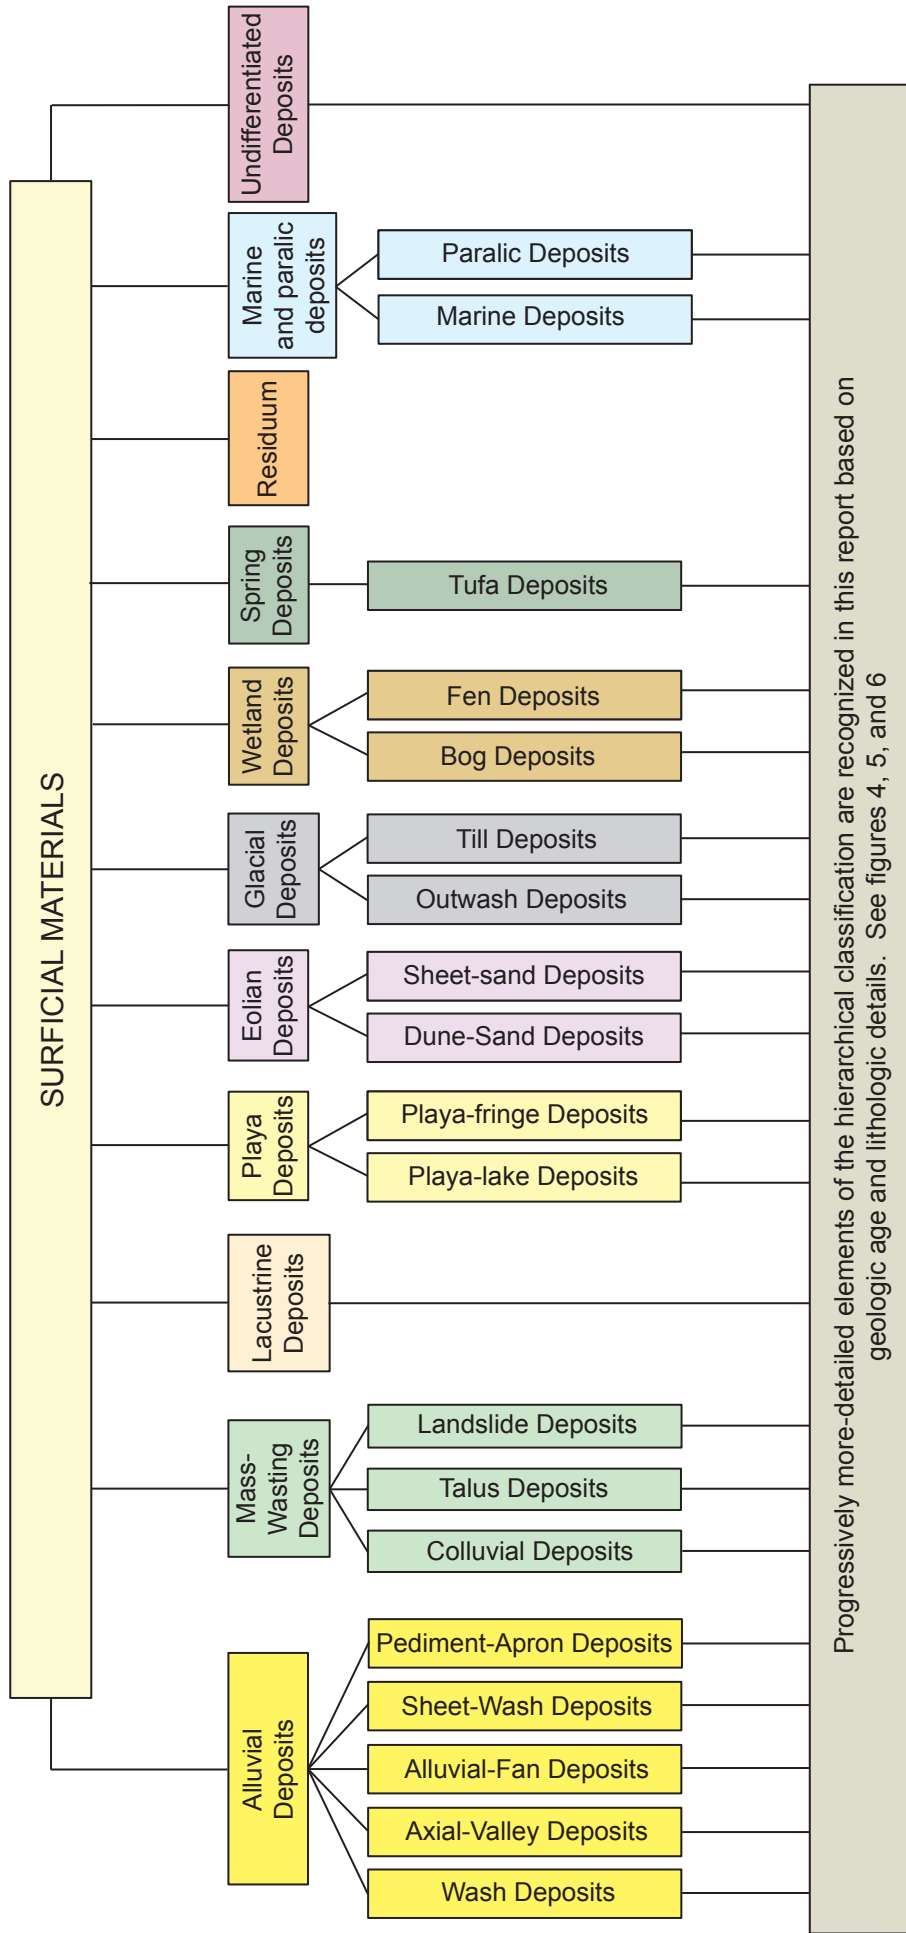 SURFICIAL MATERIALS
Alluvial
Deposits
Mass-
Wasting
Deposits
Lacustrine
Deposits
Playa
Deposits
Eolian
Deposits
Glacial
Deposits
Wetland
Deposits
Spring
Deposits
Residuum
Marine
and paralic
deposits
Undifferentiated
Deposits
Paralic Deposits
Marine Deposits
Tufa Deposits
Fen Deposits
Bog Deposits
Till Deposits
Outwash Deposits
Sheet-sand Deposits
Dune-Sand Deposits
Playa-fringe Deposits
Playa-lake Deposits
Landslide Deposits
Talus Deposits
Colluvial Deposits
Pediment-Apron Deposits
Sheet-Wash Deposits
Alluvial-Fan Deposits
Axial-Valley Deposits
Wash Deposits
Progressively more-detailed elements of the hierarchical classification are recognized in this report based on
geologic age and lithologic details.  See figures 4, 5, and 6